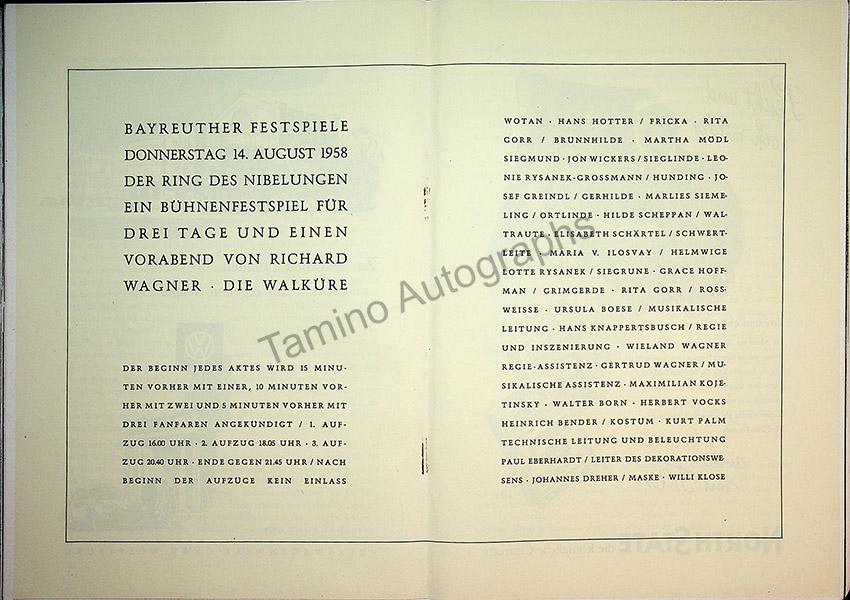 BAYREUTHER FESTSPIELE
DONNERSTAG 14. AUGUST 1958
DER RING DES NIBELUNGEN
EIN BÜHNENFESTSPIEL FÜR
DREI TAGE UND EINEN
VORABEND VON RICHARD
WAGNER · DIE WALKÜRE
DER BEGINN JEDES AKTES WIRD 15 MINU-
TEN VORHER MIT EINER, 10 MINUTEN VOR-
HER MIT ZWEI UND 5 MINUTEN VORHER MIT
DREI FANFAREN ANGEKÜNDIGT / 1. AUF-
ZUG 16.00 UHR · 2. AUFZUG 18.05 UHR · 3. AUF-
ZUG 20.40 UHR · ENDE GEGEN 21.45 UHR / NACH
BEGINN DER AUFZÜGE KEIN EINLASS
WOTAN · HANS HOTTER / FRICKA · RITA
GORR / BRÜNNHILDE · MARTHA MÖDL
SIEGMUND · JON WICKERS / SIEGLINDE · LEO-
NIE RYSANEK-GROSSMANN / HUNDING · JO-
SEF GREINDL / GERHILDE · MARLIES SIEME-
LING / ORTLINDE · HILDE SCHEPPAN / WAL-
TRAUTE · ELISABETH SCHÄRTEL / SCHWERT-
LEITE · MARIA V. ILOSVAY / HELMWIGE
LOTTE RYSANEK / SIEGRUNE · GRACE HOFF-
MAN / GRIMGERDE · RITA GORR / ROSS-
WEISSE · URSULA BOESE / MUSIKALISCHE
LEITUNG · HANS KNAPPERTSBUSCH / REGIE
UND INSZENIERUNG · WIELAND WAGNER
REGIE-ASSISTENZ · GERTRUD WAGNER / MU-
SIKALISCHE ASSISTENZ · MAXIMILIAN KOJE-
TINSKY · WALTER BORN · HERBERT VOCKS
HEINRICH BENDER / KOSTÜM · KURT PALM
TECHNISCHE LEITUNG UND BELEUCHTUNG
PAUL EBERHARDT / LEITER DES DEKORATIONSWE-
SENS · JOHANNES DREHER / MASKE · WILLI KLOSE
Tamino Autographs
NORTH STATE